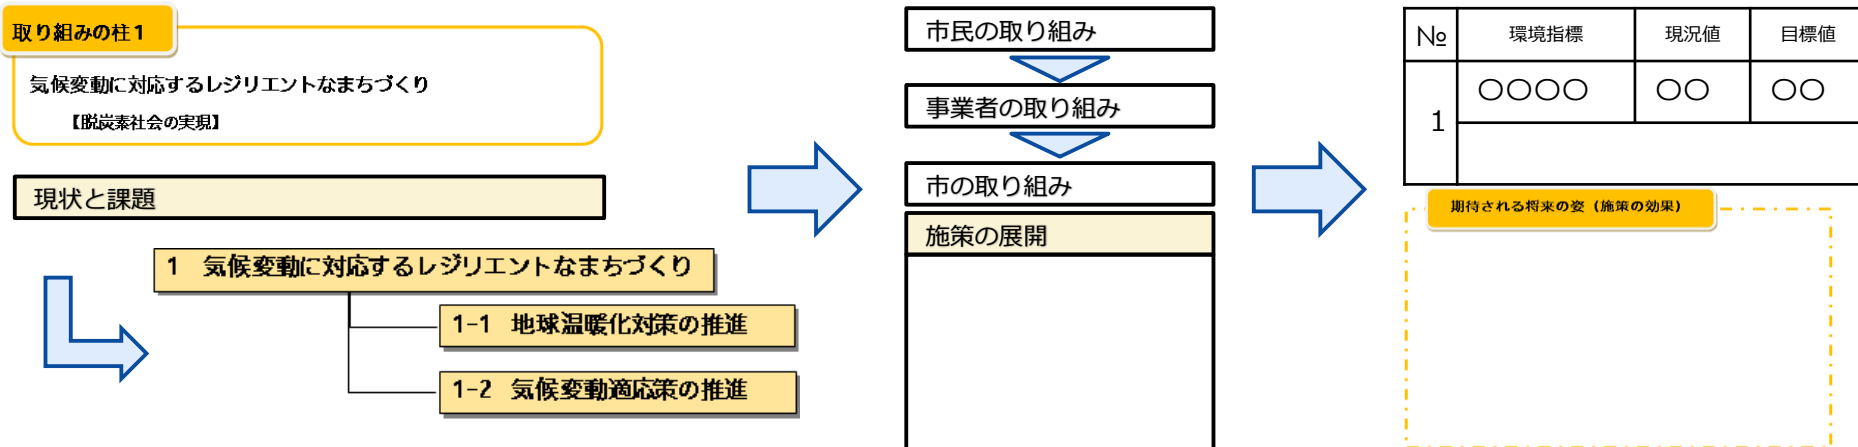 取り組みの柱1
気候変動に対応するレジリエントなまちづくり
【脱炭素社会の実現】
現状と課題
1 気候変動に対応するレジリエントなまちづくり
1-1 地球温暖化対策の推進
1-2 気候変動適応策の推進
市民の取り組み
事業者の取り組み
市の取り組み
施策の展開
№ 環境指標 現況値 目標値
1 〇〇〇〇 〇〇 〇〇
期待される将来の姿（施策の効果）